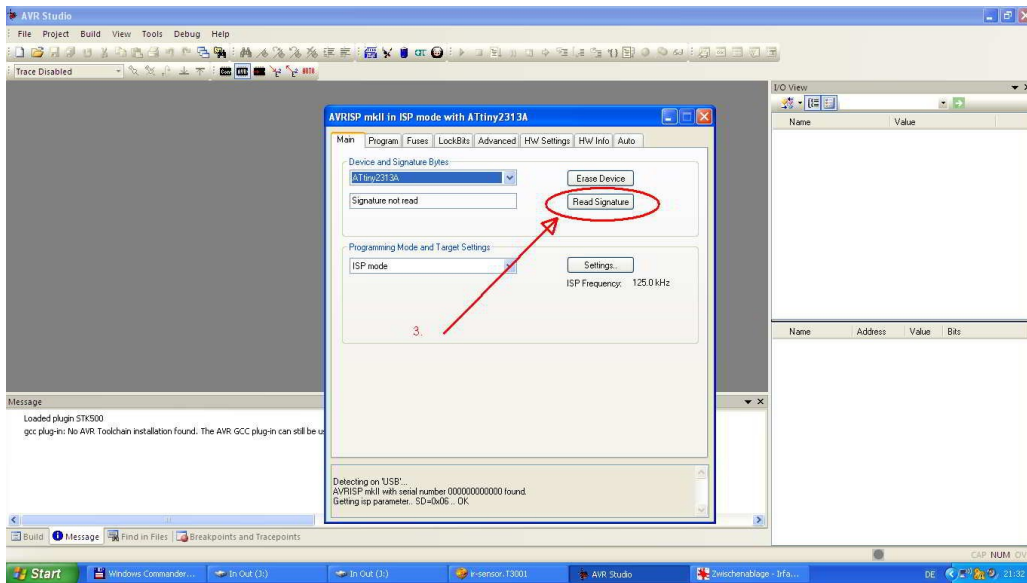 AVR Studio
File Project Build View Tools Debug Help
Trace Disabled
I/O View
Name Value
AVRISP mkII in ISP mode with ATtiny2313A
Main Program Fuses LockBits Advanced HW Settings HW Info Auto
Device and Signature Bytes
ATtiny2313A Erase Device
Signature not read Read Signature
Programming Mode and Target Settings
ISP mode Settings...
ISP Frequency: 125.0 kHz
3.
Name Address Value Bits
Message
Loaded plugin STK500
gcc plug-in: No AVR Toolchain installation found. The AVR GCC plug-in can still be
Detecting on 'USB'...
AVRISP mkII with serial number 000000000000 found.
Getting isp parameter.. SD=0x06 .. OK
Build Message Find in Files Breakpoints and Tracepoints
CAP NUM OV
Start Windows Commander... In Out (J:) In Out (J:) ir-sensor.T3001 AVR Studio Zwischenablage - Irfa... DE 21:32